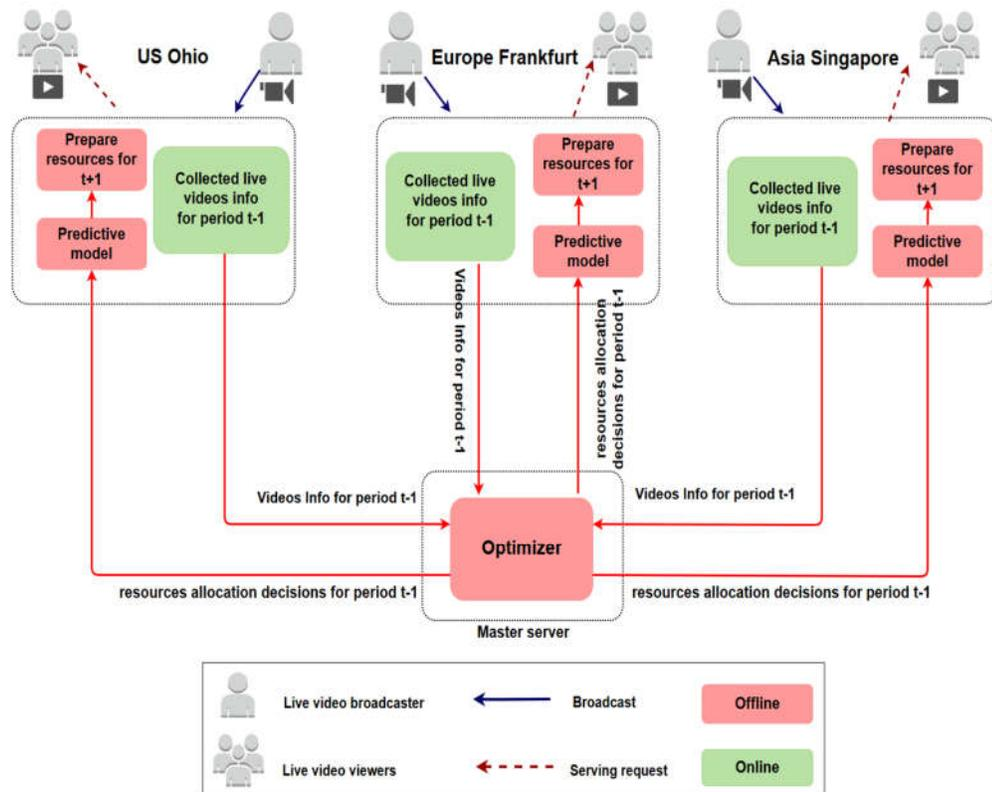 US Ohio
Europe Frankfurt
Asia Singapore
Prepare
resources for
t+1
Predictive
model
Collected live
videos info
for period t-1
Collected live
videos info
for period t-1
Prepare
resources for
t+1
Predictive
model
Collected live
videos info
for period t-1
Prepare
resources for
t+1
Predictive
model
Videos Info for period t-1
resources allocation
decisions for period t-1
Videos Info for period t-1
Videos Info for period t-1
Optimizer
resources allocation decisions for period t-1
resources allocation decisions for period t-1
Master server
Live video broadcaster
Broadcast
Offline
Live video viewers
Serving request
Online